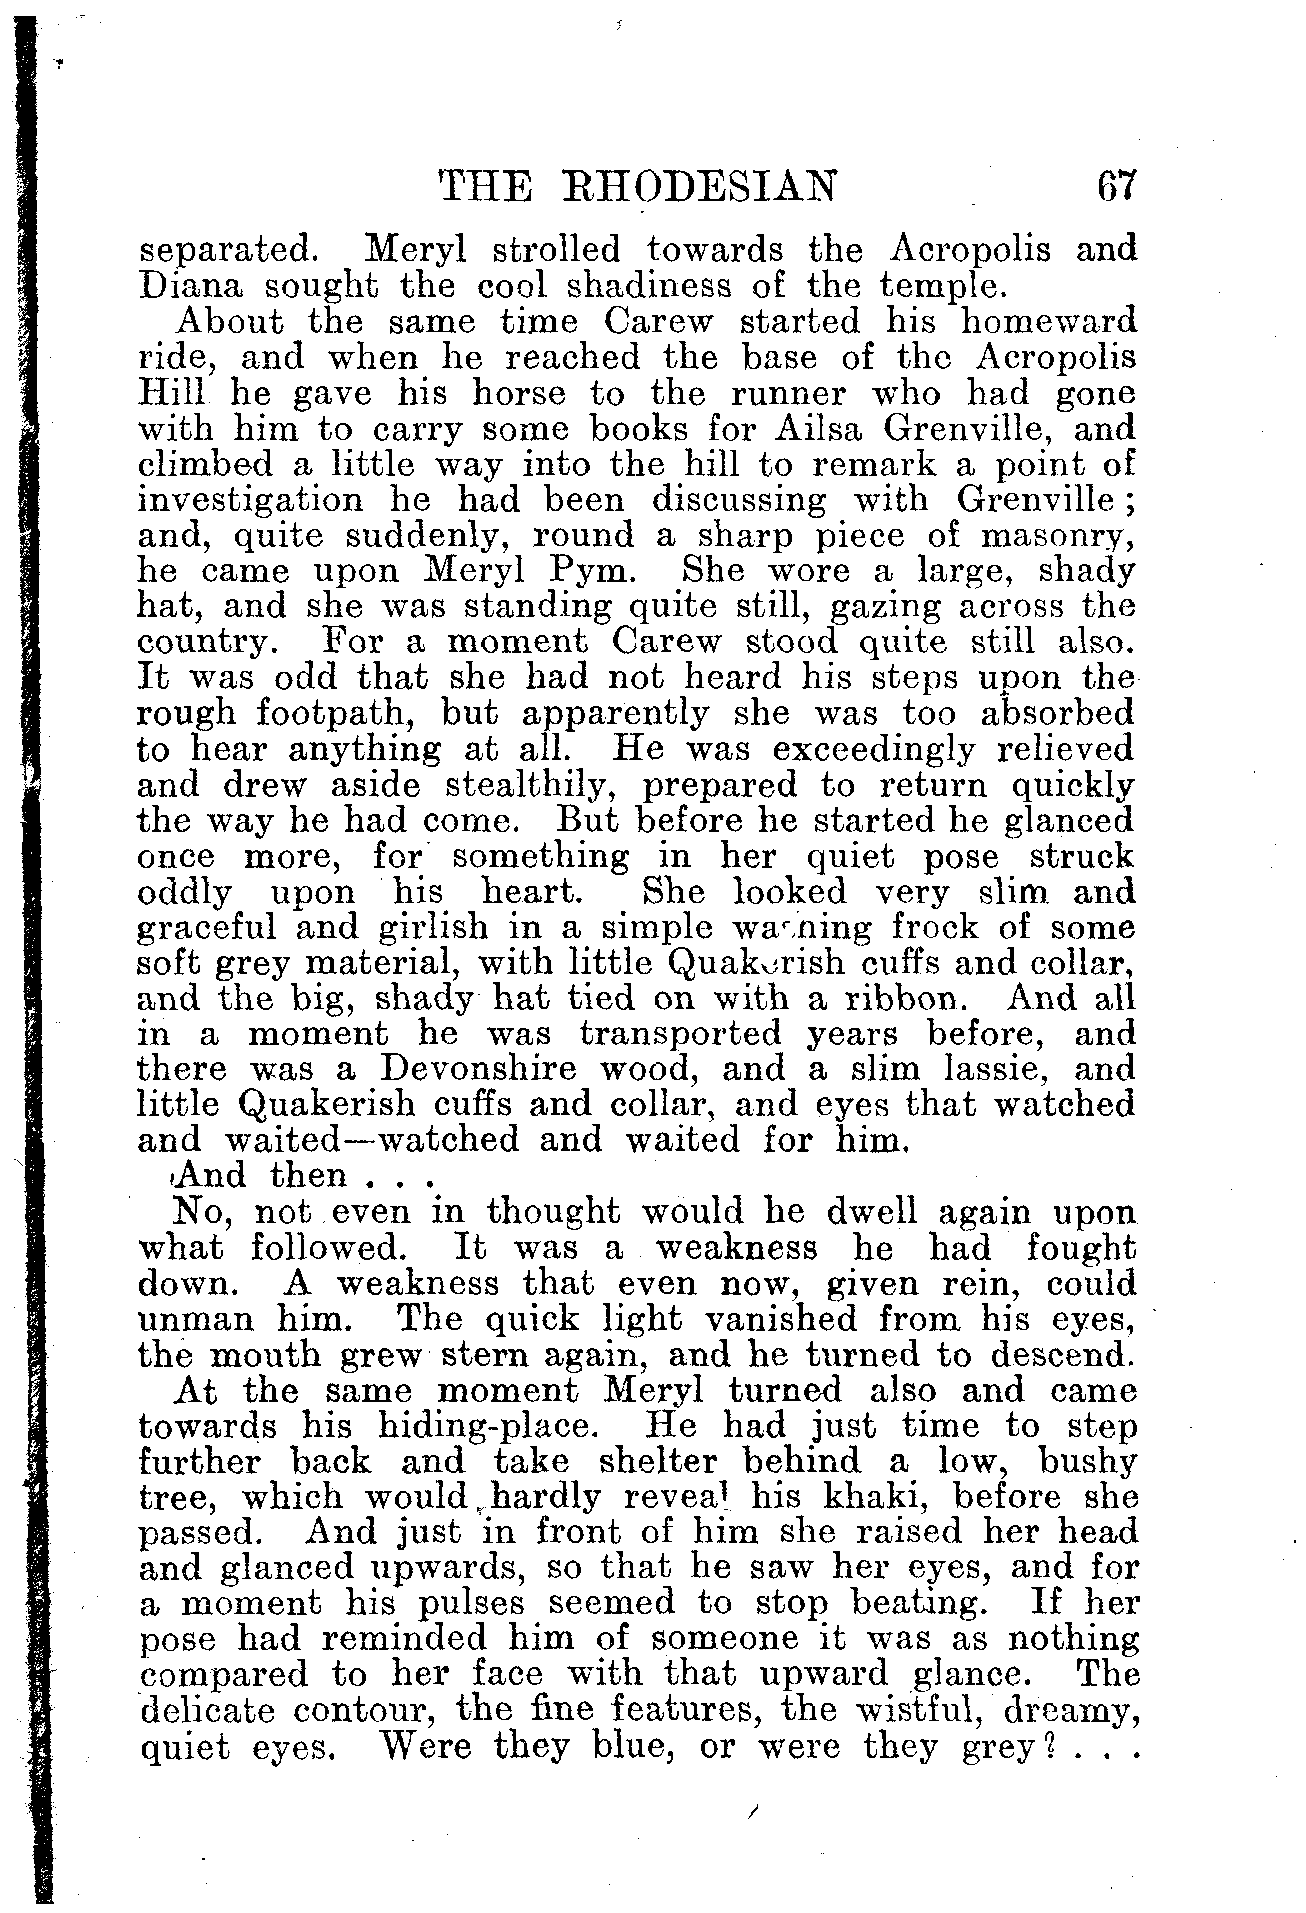 THE RHODESIAN 67
separated. Meryl strolled towards the Acropolis and
Diana sought the cool shadiness of the temple.
About the same time Carew started his homeward
ride, and when he reached the base of the Acropolis
Hill he gave his horse to the runner who had gone
with him to carry some books for Ailsa Grenville, and
climbed a little way into the hill to remark a point of
investigation he had been discussing with Grenville;
and, quite suddenly, round a sharp piece of masonry,
he came upon Meryl Pym. She wore a large, shady
hat, and she was standing quite still, gazing across the
country. For a moment Carew stood quite still also.
It was odd that she had not heard his steps upon the
rough footpath, but apparently she was too absorbed
to hear anything at all. He was exceedingly relieved
and drew aside stealthily, prepared to return quickly
the way he had come. But before he started he glanced
once more, for something in her quiet pose struck
oddly upon his heart. She looked very slim and
graceful and girlish in a simple frock of some
soft grey material, with little Quakerish cuffs and collar,
and the big, shady hat tied on with a ribbon. And all
in a moment he was transported years before, and
there was a Devonshire wood, and a slim lassie, and
little Quakerish cuffs and collar, and eyes that watched
and waited—watched and waited for him.
And then . . .
No, not even in thought would he dwell again upon
what followed. It was a weakness he had fought
down. A weakness that even now, given rein, could
unman him. The quick light vanished from his eyes,
the mouth grew stern again, and he turned to descend.
At the same moment Meryl turned also and came
towards his hiding-place. He had just time to step
further back and take shelter behind a low, bushy
tree, which would hardly reveal his khaki, before she
passed. And just in front of him she raised her head
and glanced upwards, so that he saw her eyes, and for
a moment his pulses seemed to stop beating. If her
pose had reminded him of someone it was as nothing
compared to her face with that upward glance. The
delicate contour, the fine features, the wistful, dreamy,
quiet eyes. Were they blue, or were they grey? . . .